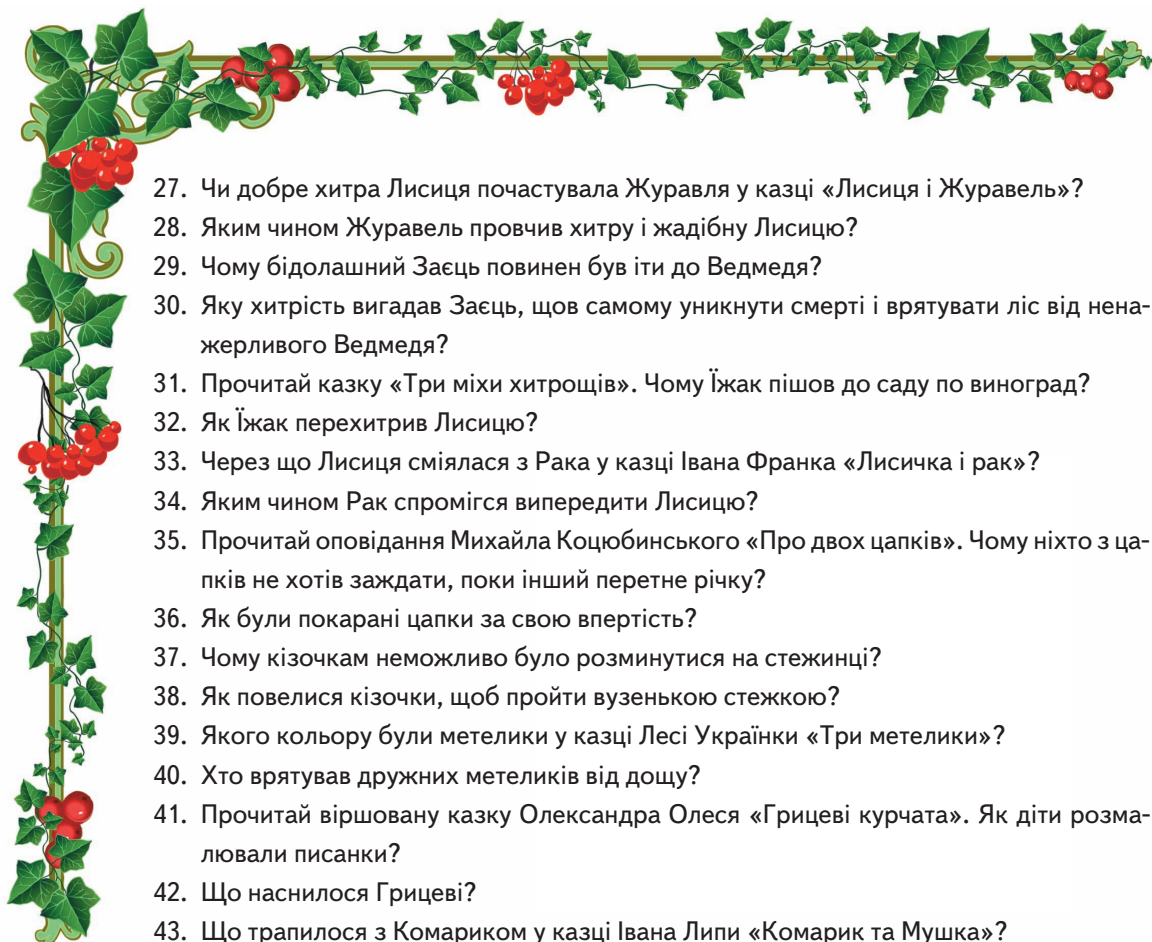 27. Чи добре хитра Лисиця почастувала Журавля у казці «Лисиця і Журавель»?
28. Яким чином Журавель провчив хитру і жадібну Лисицю?
29. Чому бідолашний Заєць повинен був іти до Ведмедя?
30. Яку хитрість вигадав Заєць, щов самому уникнути смерті і врятувати ліс від нена-
жерливого Ведмедя?
31. Прочитай казку «Три міхи хитрощів». Чому Їжак пішов до саду по виноград?
32. Як Їжак перехитрив Лисицю?
33. Через що Лисиця сміялася з Рака у казці Івана Франка «Лисичка і рак»?
34. Яким чином Рак спромігся випередити Лисицю?
35. Прочитай оповідання Михайла Коцюбинського «Про двох цапків». Чому ніхто з ца-
пків не хотів заждати, поки інший перетне річку?
36. Як були покарані цапки за свою впертість?
37. Чому кізочкам неможливо було розминутися на стежинці?
38. Як повелися кізочки, щоб пройти вузенькою стежкою?
39. Якого кольору були метелики у казці Лесі Українки «Три метелики»?
40. Хто врятував дружних метеликів від дощу?
41. Прочитай віршовану казку Олександра Олеся «Грицеві курчата». Як діти розма-
лювали писанки?
42. Що наснилося Грицеві?
43. Що трапилося з Комариком у казці Івана Липи «Комарик та Мушка»?